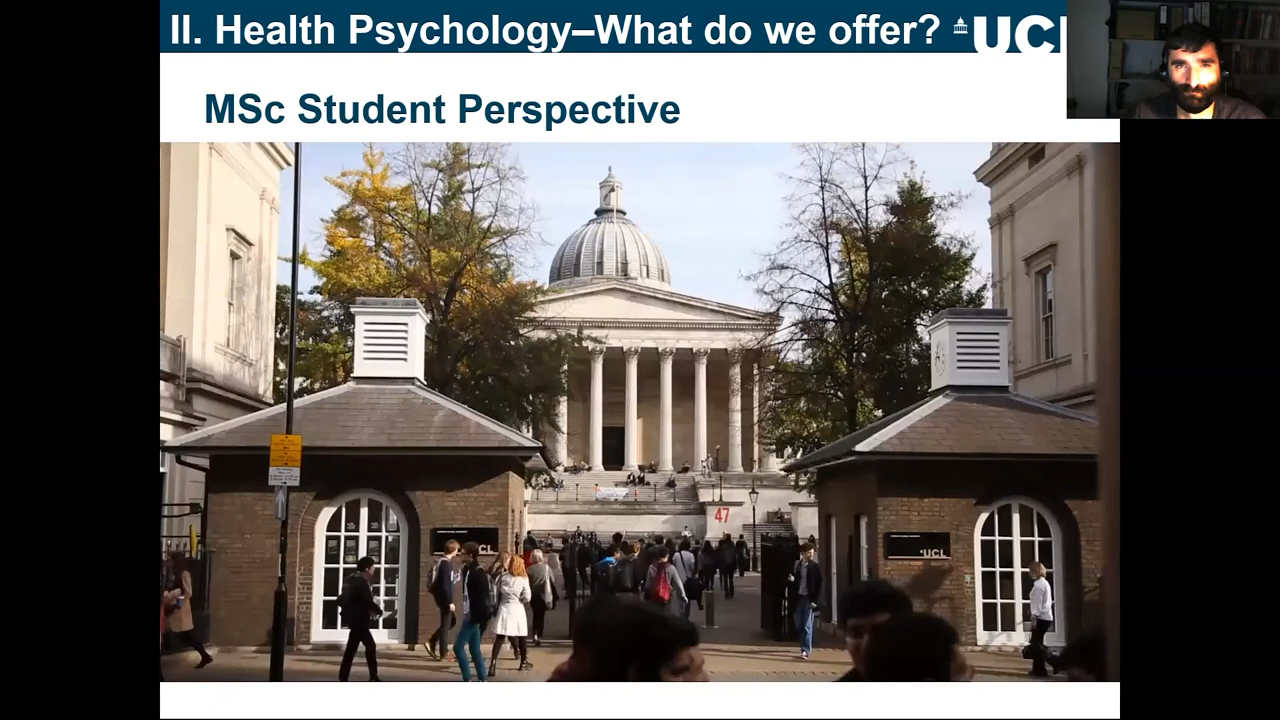 II. Health Psychology–What do we offer?
UCL
MSc Student Perspective
47
UCL
UCL